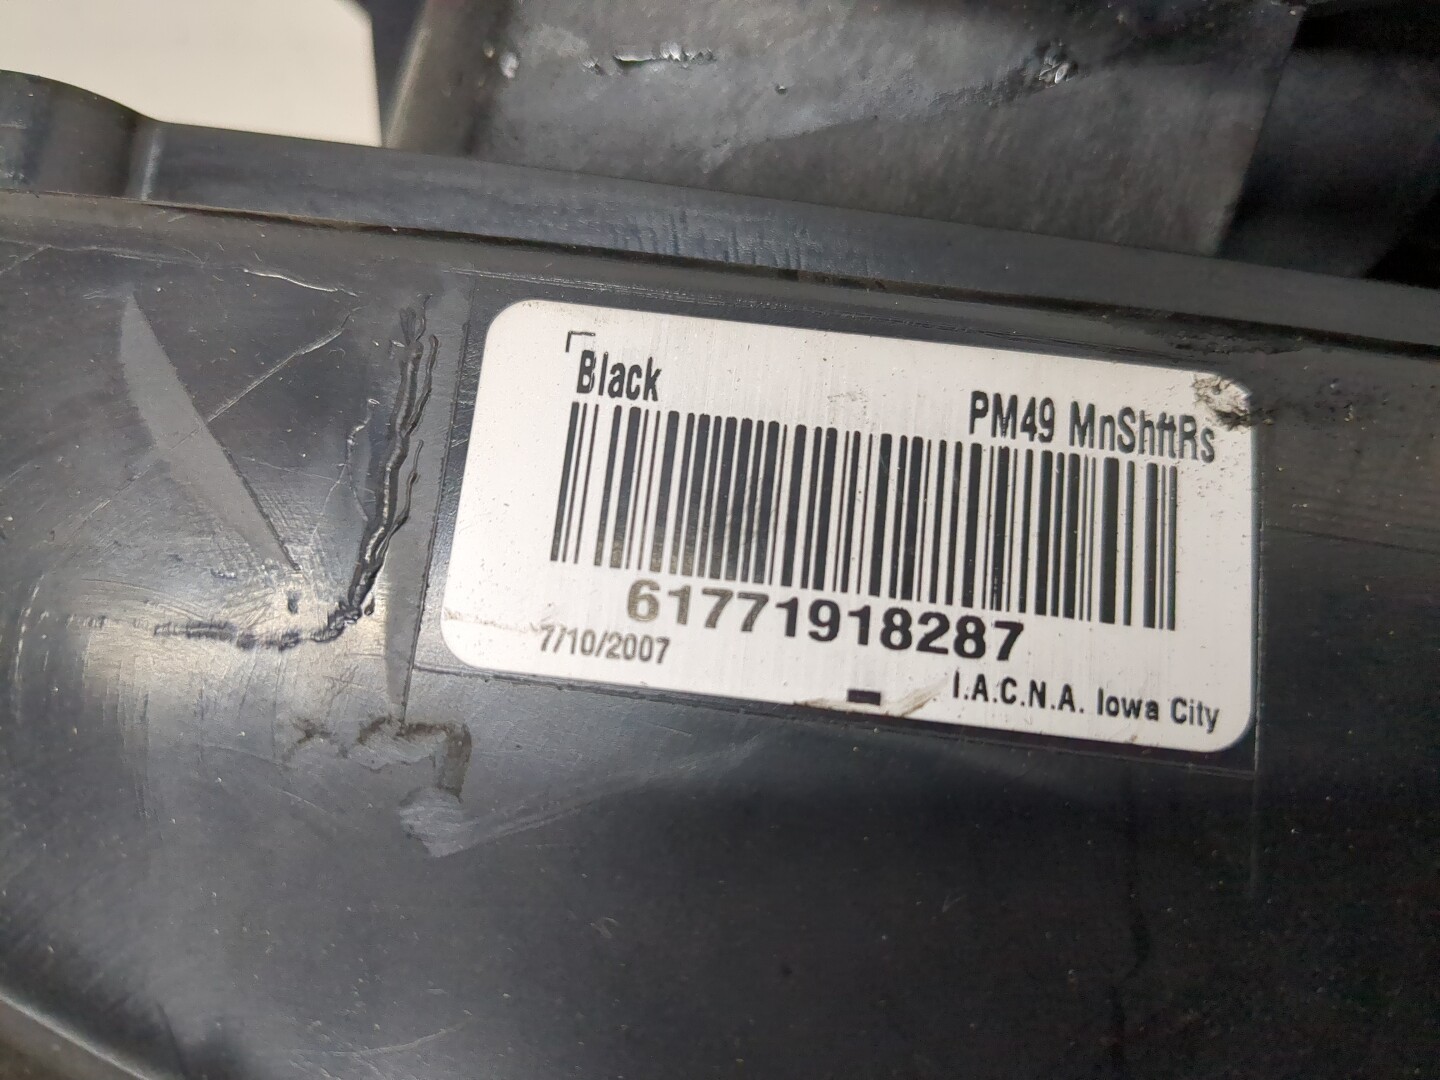 Black
PM49 MnShftRs
61771918287
7/10/2007
I.A.C.N.A. Iowa City